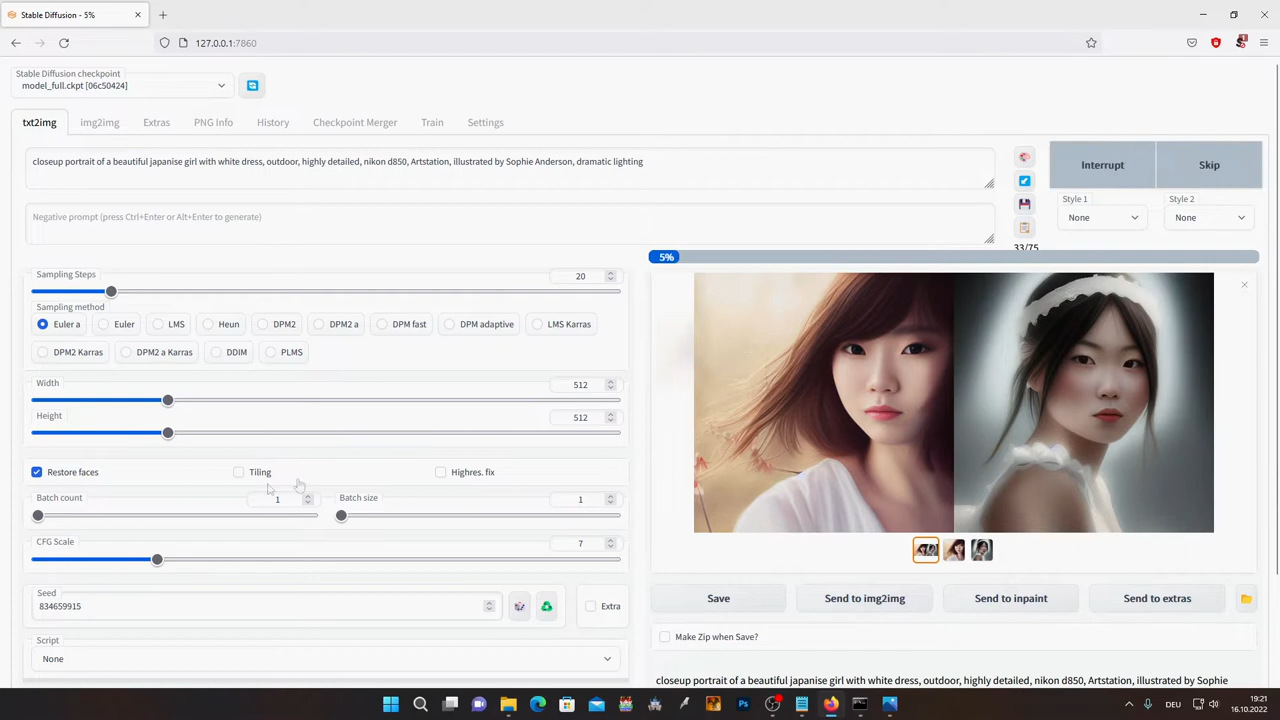 Stable Diffusion - 5%
127.0.0.1:7860
Stable Diffusion checkpoint
model_full.ckpt [06c50424]
txt2img
img2img
Extras
PNG Info
History
Checkpoint Merger
Train
Settings
closeup portrait of a beautiful japanise girl with white dress, outdoor, highly detailed, nikon d850, Artstation, illustrated by Sophie Anderson, dramatic lighting
Interrupt
Skip
Style 1
Style 2
None
None
Negative prompt (press Ctrl+Enter or Alt+Enter to generate)
33/75
5%
Sampling Steps
20
Sampling method
Euler a
Euler
LMS
Heun
DPM2
DPM2 a
DPM fast
DPM adaptive
LMS Karras
DPM2 Karras
DPM2 a Karras
DDIM
PLMS
Width
512
Height
512
Restore faces
Tiling
Highres. fix
Batch count
1
Batch size
1
CFG Scale
7
Seed
834659915
Extra
Script
None
Save
Send to img2img
Send to inpaint
Send to extras
Make Zip when Save?
closeup portrait of a beautiful japanise girl with white dress, outdoor, highly detailed, nikon d850, Artstation, illustrated by Sophie
DEU
19:21
16.10.2022